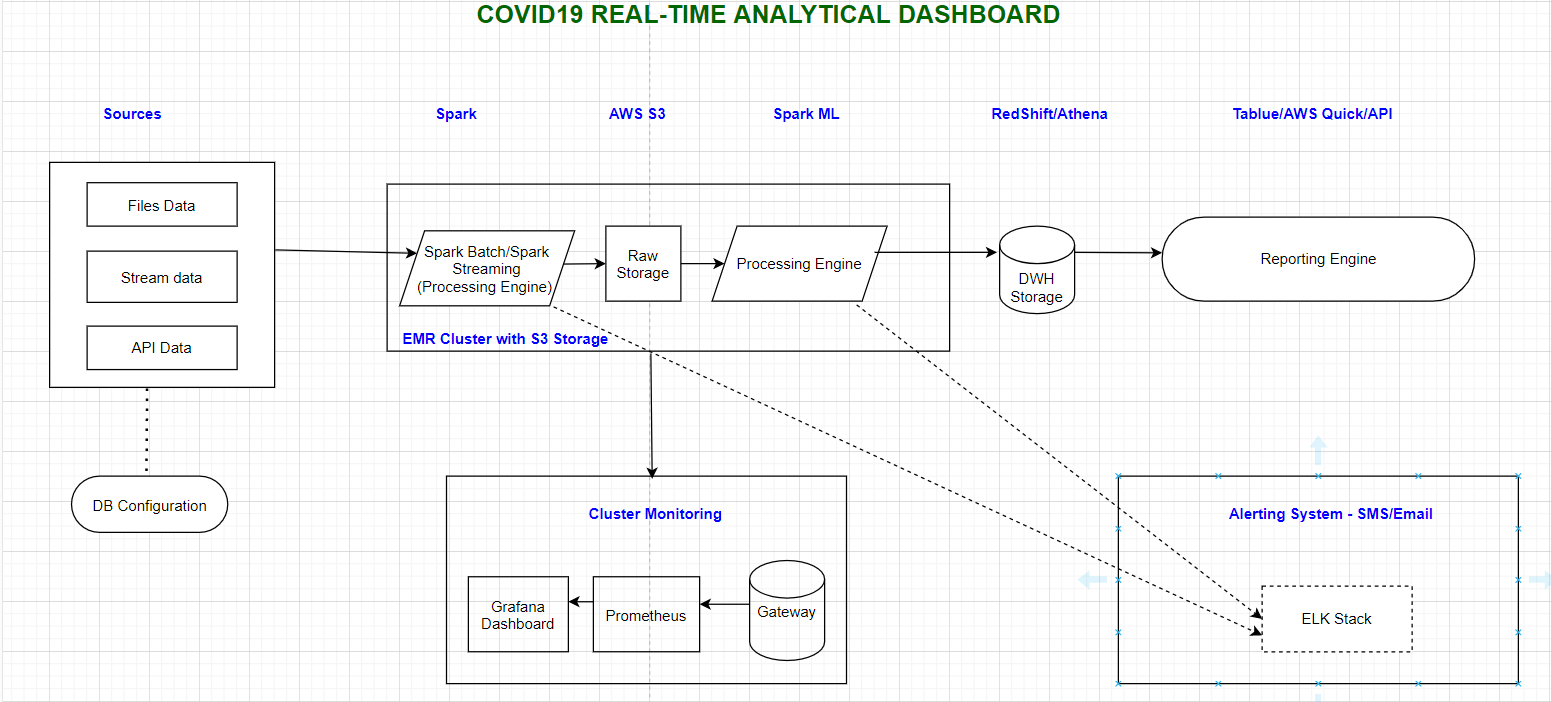 COVID19 REAL-TIME ANALYTICAL DASHBOARD
Sources
Spark
AWS S3
Spark ML
RedShift/Athena
Tablue/AWS Quick/API
Files Data
Stream data
API Data
Spark Batch/Spark
Streaming
(Processing Engine)
Raw
Storage
Processing Engine
EMR Cluster with S3 Storage
DWH
Storage
Reporting Engine
DB Configuration
Cluster Monitoring
Grafana
Dashboard
Prometheus
Gateway
Alerting System - SMS/Email
ELK Stack